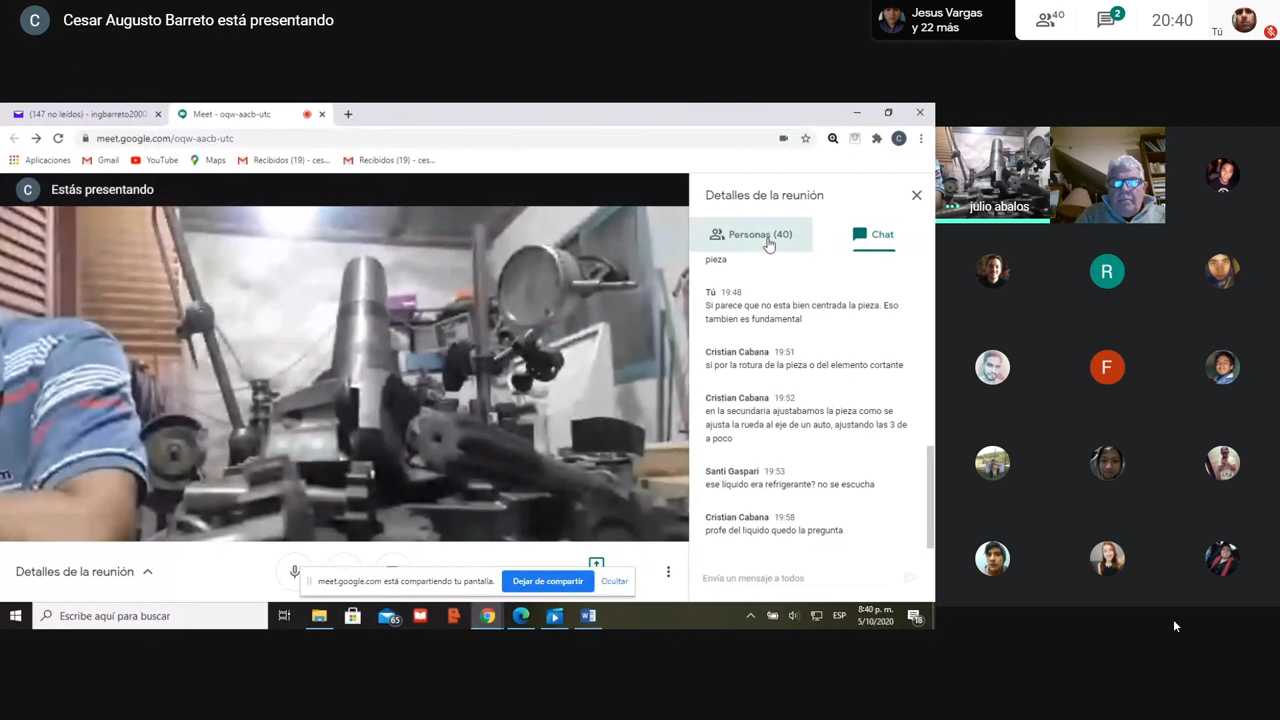 C
Cesar Augusto Barreto está presentando
Jesus Vargas
y 22 más
40
2
20:40
Tú
(147 no leídos) - ingbarreto2000
Meet - oqw-aacb-utc
meet.google.com/oqw-aacb-utc
C
Aplicaciones
Gmail
YouTube
Maps
Recibidos (19) - ces...
Recibidos (19) - ces...
C
Estás presentando
Detalles de la reunión
Personas (40)
Chat
pieza
Tú 19:48
Si parece que no esta bien centrada la pieza. Eso
tambien es fundamental
Cristian Cabana 19:51
si por la rotura de la pieza o del elemento cortante
Cristian Cabana 19:52
en la secundaria ajustabamos la pieza como se
ajusta la rueda al eje de un auto, ajustando las 3 de
a poco
Santi Gaspari 19:53
ese líquido era refrigerante? no se escucha
Cristian Cabana 19:58
profe del liquido quedo la pregunta
Envía un mensaje a todos
julio abalos
R
F
Detalles de la reunión
meet.google.com está compartiendo tu pantalla.
Dejar de compartir
Ocultar
Escribe aquí para buscar
65
ESP
8:40 p. m.
5/10/2020
18